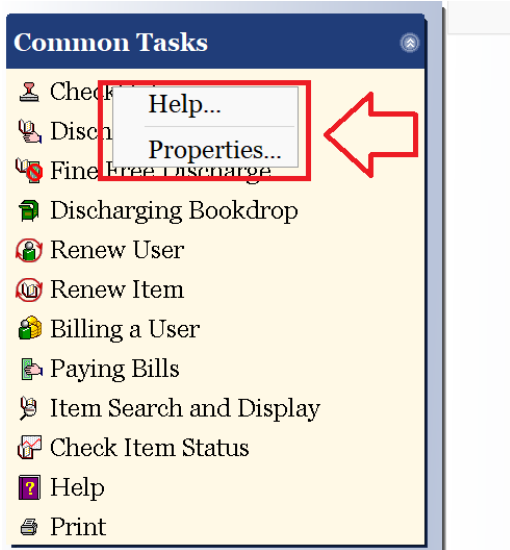 Common Tasks
Help...
Properties...
Fine Free Discharge
Discharging Bookdrop
Renew User
Renew Item
Billing a User
Paying Bills
Item Search and Display
Check Item Status
Help
Print